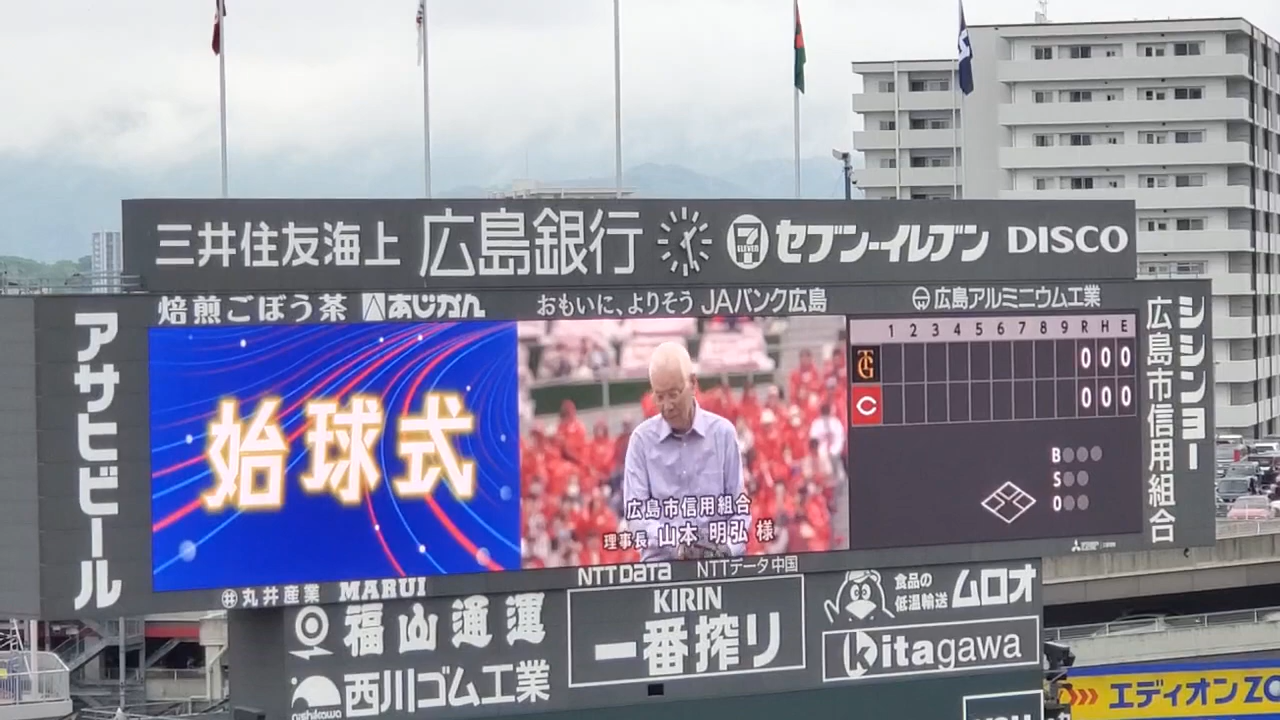 三井住友海上 広島銀行 7 ELEVEN セブン-イレブン DISCO
焙煎ごぼう茶 あじかん おもいに、よりそう JAバンク広島 広島アルミニウム工業
アサヒビール
始球式
広島市信用組合
理事長 山本 明弘 様
1 2 3 4 5 6 7 8 9 R H E
TG 0 0 0
C 0 0 0
B
S
O
シシンヨー
広島市信用組合
丸井産業 MARUI NTT DATA NTTデータ中国
福山通運
西川ゴム工業
nishikawa
KIRIN
一番搾り
食品の
低温輸送 ムロオ
kitagawa
エディオン ZO